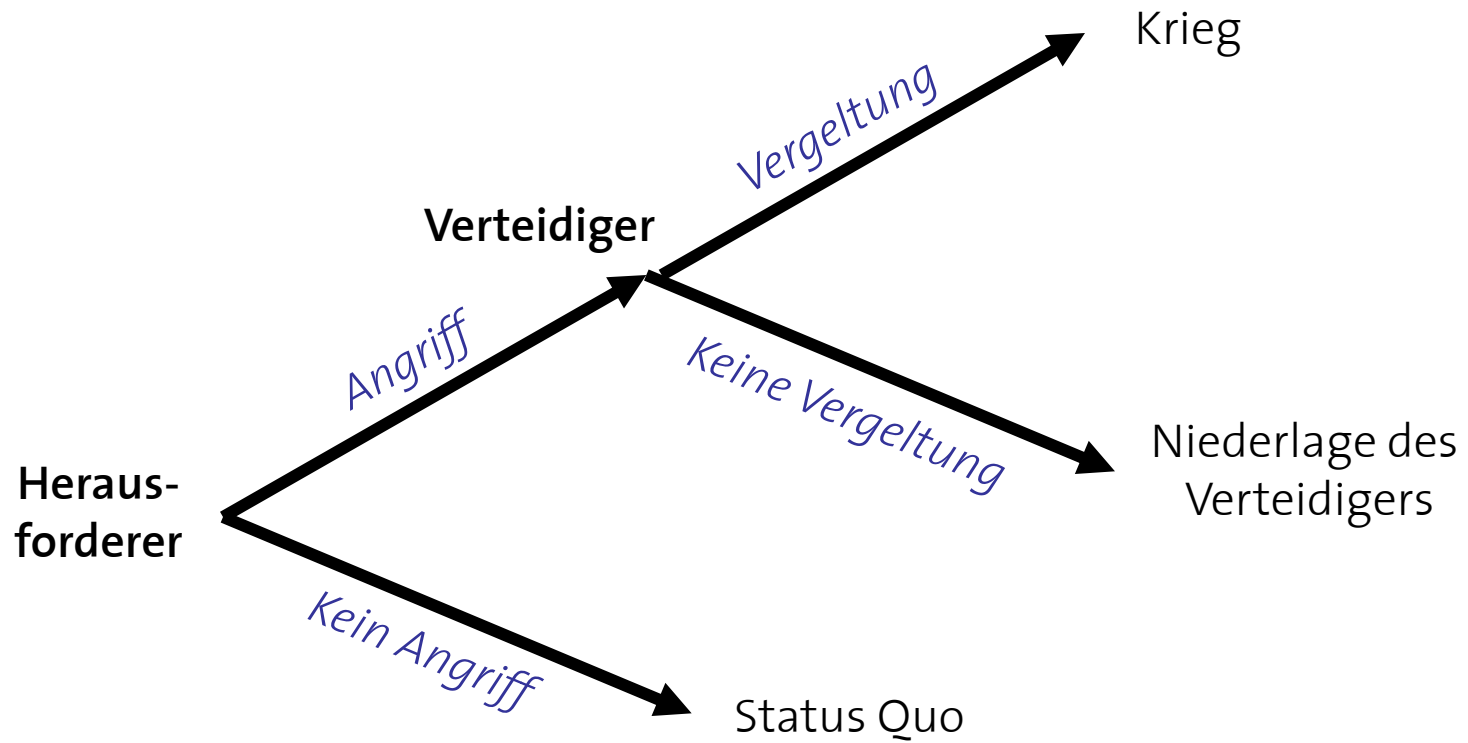 Krieg
Vergeltung
Verteidiger
Angriff
Keine Vergeltung
Niederlage des
Verteidigers
Heraus-
forderer
Kein Angriff
Status Quo